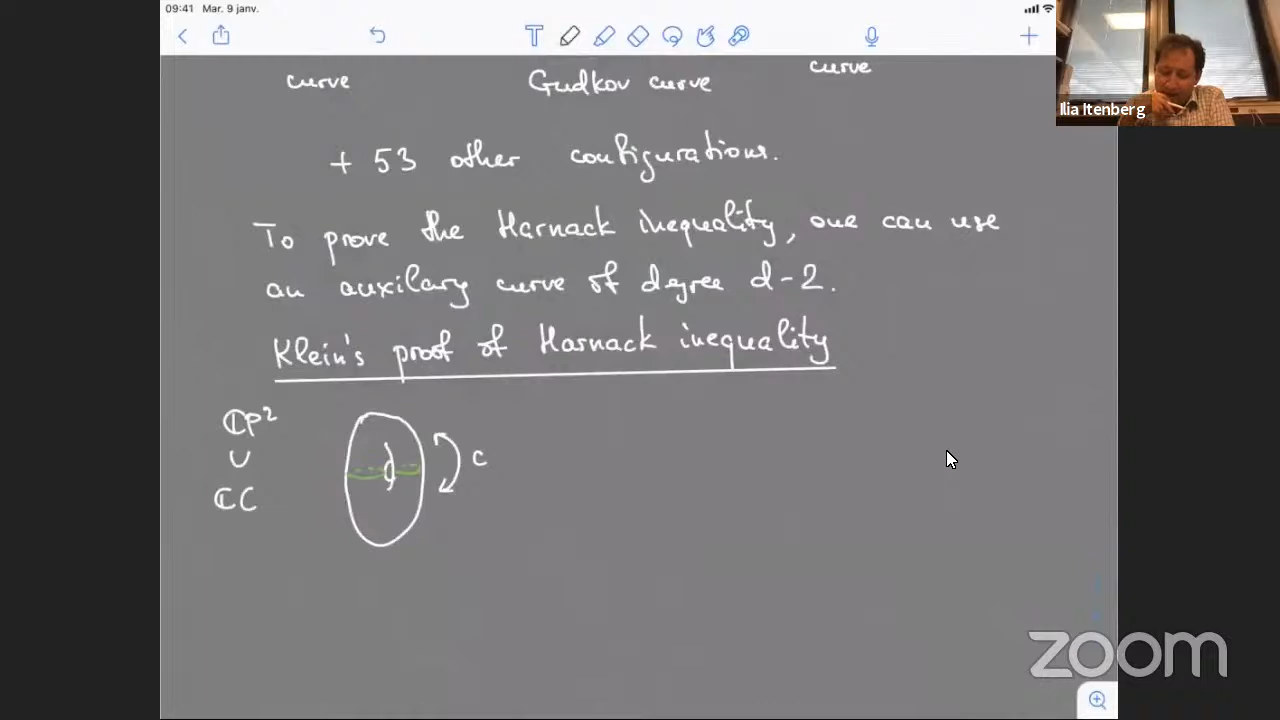 09:41 Mar. 9 janv.
Ilia Itenberg
curve Gudkov curve curve
+ 53 other configurations.
To prove the Harnack inequality, one can use
an auxilary curve of degree d-2.
Klein's proof of Harnack inequality
ℂP²
∪
ℂC
c
zoom